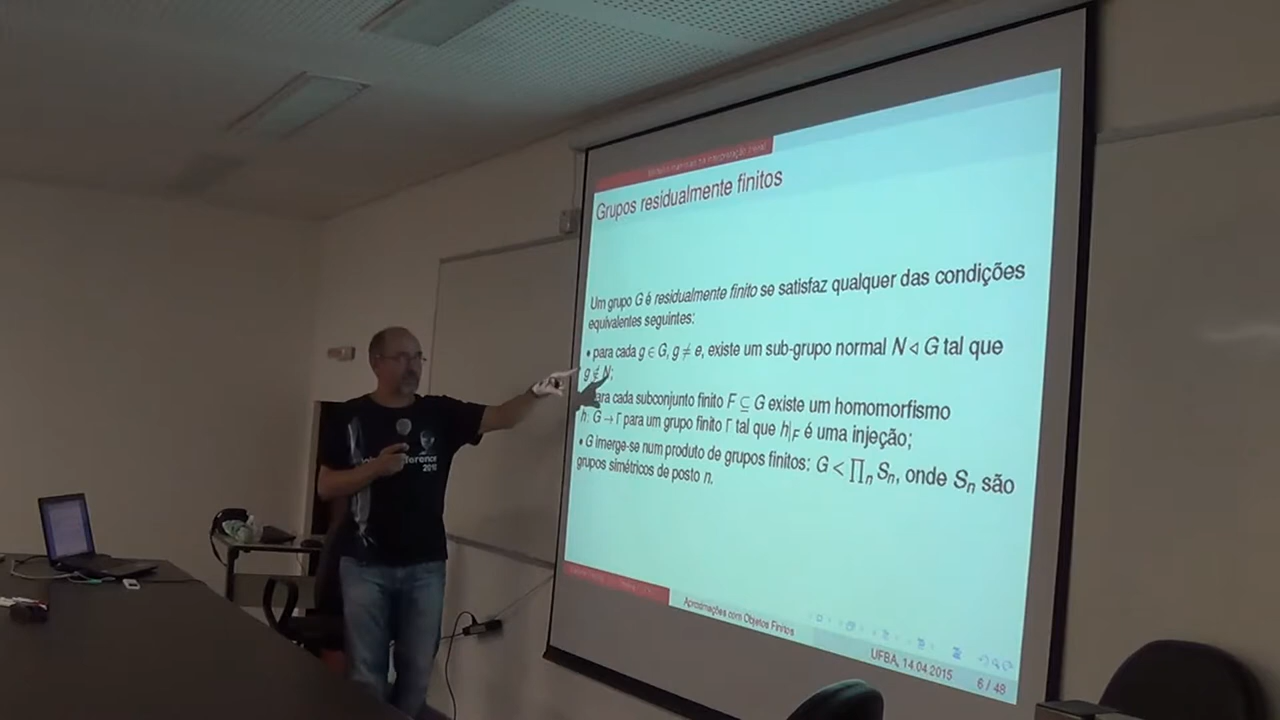 Grupos residualmente finitos
Um grupo G é residualmente finito se satisfaz qualquer das condições
equivalentes seguintes:
• para cada g ∈ G, g ≠ e, existe um sub-grupo normal N ◁ G tal que
g ∉ N;
ara cada subconjunto finito F ⊆ G existe um homomorfismo
h: G → Γ para um grupo finito Γ tal que h|F é uma injeção;
• G imerge-se num produto de grupos finitos: G < ∏n Sn, onde Sn são
grupos simétricos de posto n.
Aproximações com Objetos Finitos
UFBA, 14.04.2015
6 / 48
ference
2010